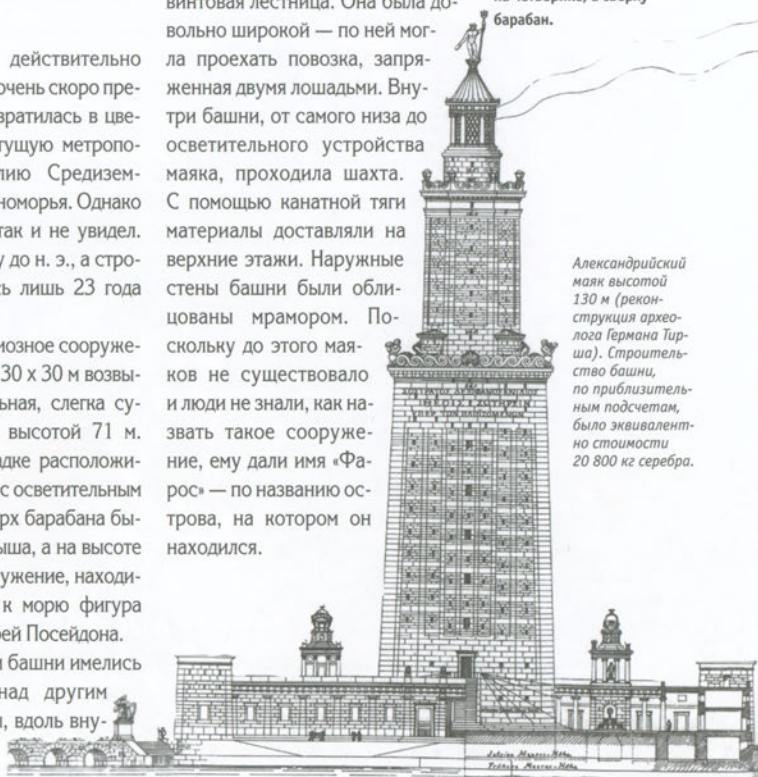 действительно
очень скоро пре-
вратилась в цве-
тущую метропо-
лию Средизем-
номорья. Однако
так и не увидел.
у до н. э., а стро-
сь лишь 23 года
иозное сооруже-
30 х 30 м возвы-
ьная, слегка су-
высотой 71 м.
адке расположи-
с осветительным
рх барабана бы-
ыша, а на высоте
ужение, находи-
к морю фигура
рей Посейдона.
и башни имелись
над другим
и, вдоль вну-
винтовая лестница. Она была до-
вольно широкой — по ней мог-
ла проехать повозка, запря-
женная двумя лошадьми. Вну-
три башни, от самого низа до
осветительного устройства
маяка, проходила шахта.
С помощью канатной тяги
материалы доставляли на
верхние этажи. Наружные
стены башни были обли-
цованы мрамором. По-
скольку до этого мая-
ков не существовало
и люди не знали, как на-
звать такое сооруже-
ние, ему дали имя «Фа-
рос» — по названию ос-
трова, на котором он
находился.
барабан.
Александрийский
маяк высотой
130 м (рекон-
струкция архео-
лога Германа Тир-
ша). Строитель-
ство башни,
по приблизитель-
ным подсчетам,
было эквивалент-
но стоимости
20 800 кг серебра.